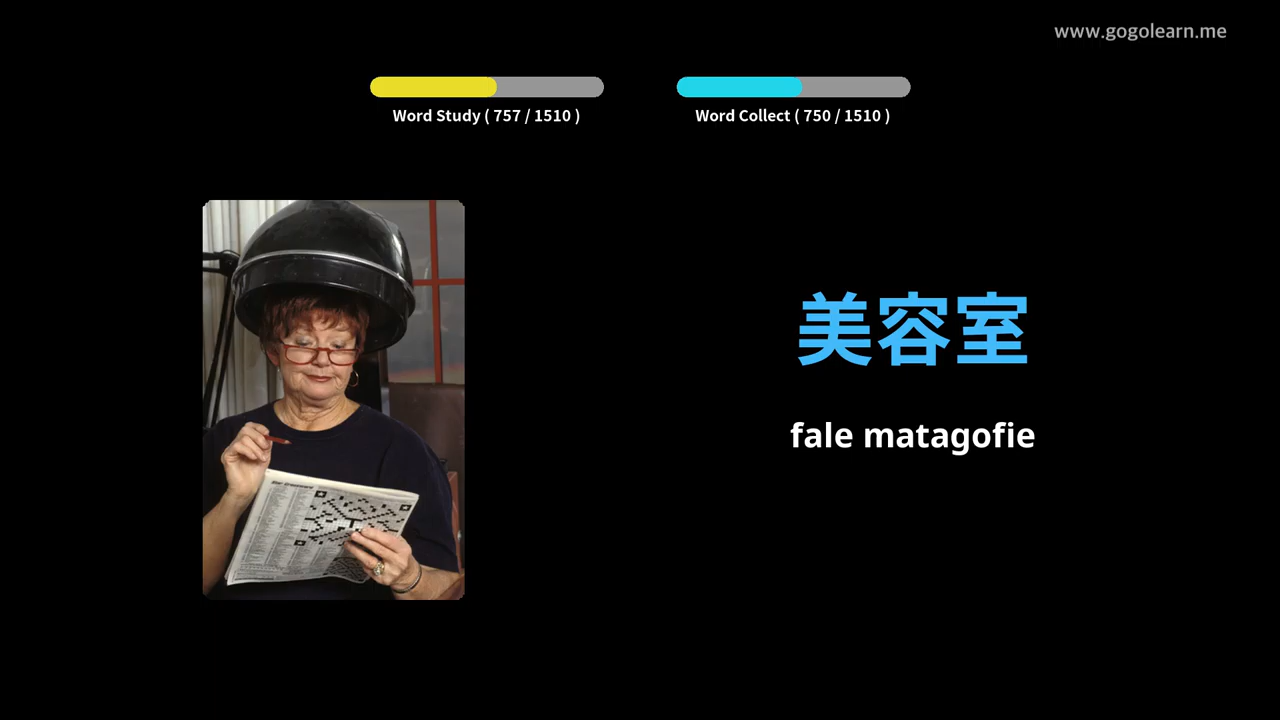 www.gogolearn.me
Word Study ( 757 / 1510 )
Word Collect ( 750 / 1510 )
美容室
fale matagofie